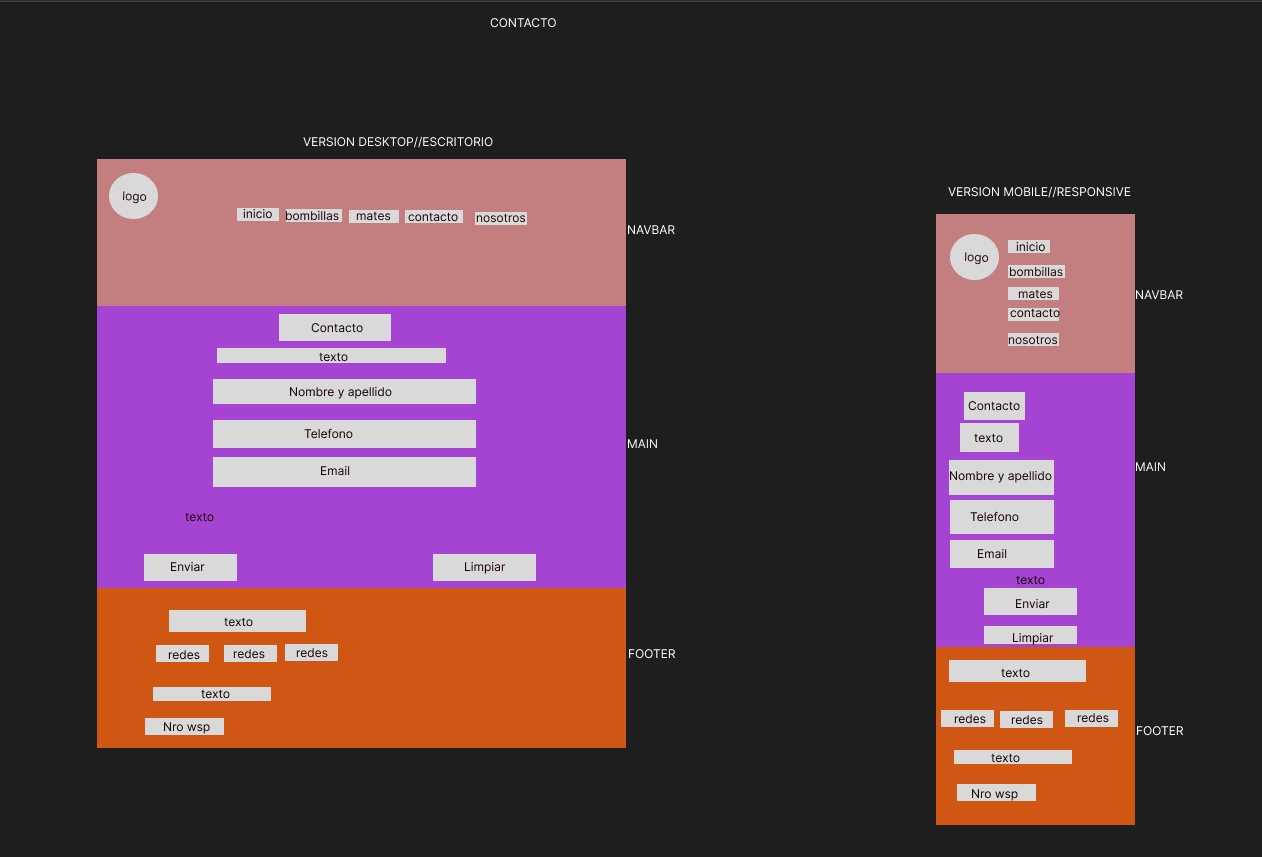 CONTACTO
VERSION DESKTOP//ESCRITORIO
logo
inicio
bombillas
mates
contacto
nosotros
NAVBAR
Contacto
texto
Nombre y apellido
Telefono
Email
MAIN
texto
Enviar
Limpiar
texto
redes
redes
redes
FOOTER
texto
Nro wsp
VERSION MOBILE//RESPONSIVE
logo
inicio
bombillas
mates
contacto
nosotros
NAVBAR
Contacto
texto
Nombre y apellido
Telefono
Email
MAIN
texto
Enviar
Limpiar
texto
redes
redes
redes
FOOTER
texto
Nro wsp